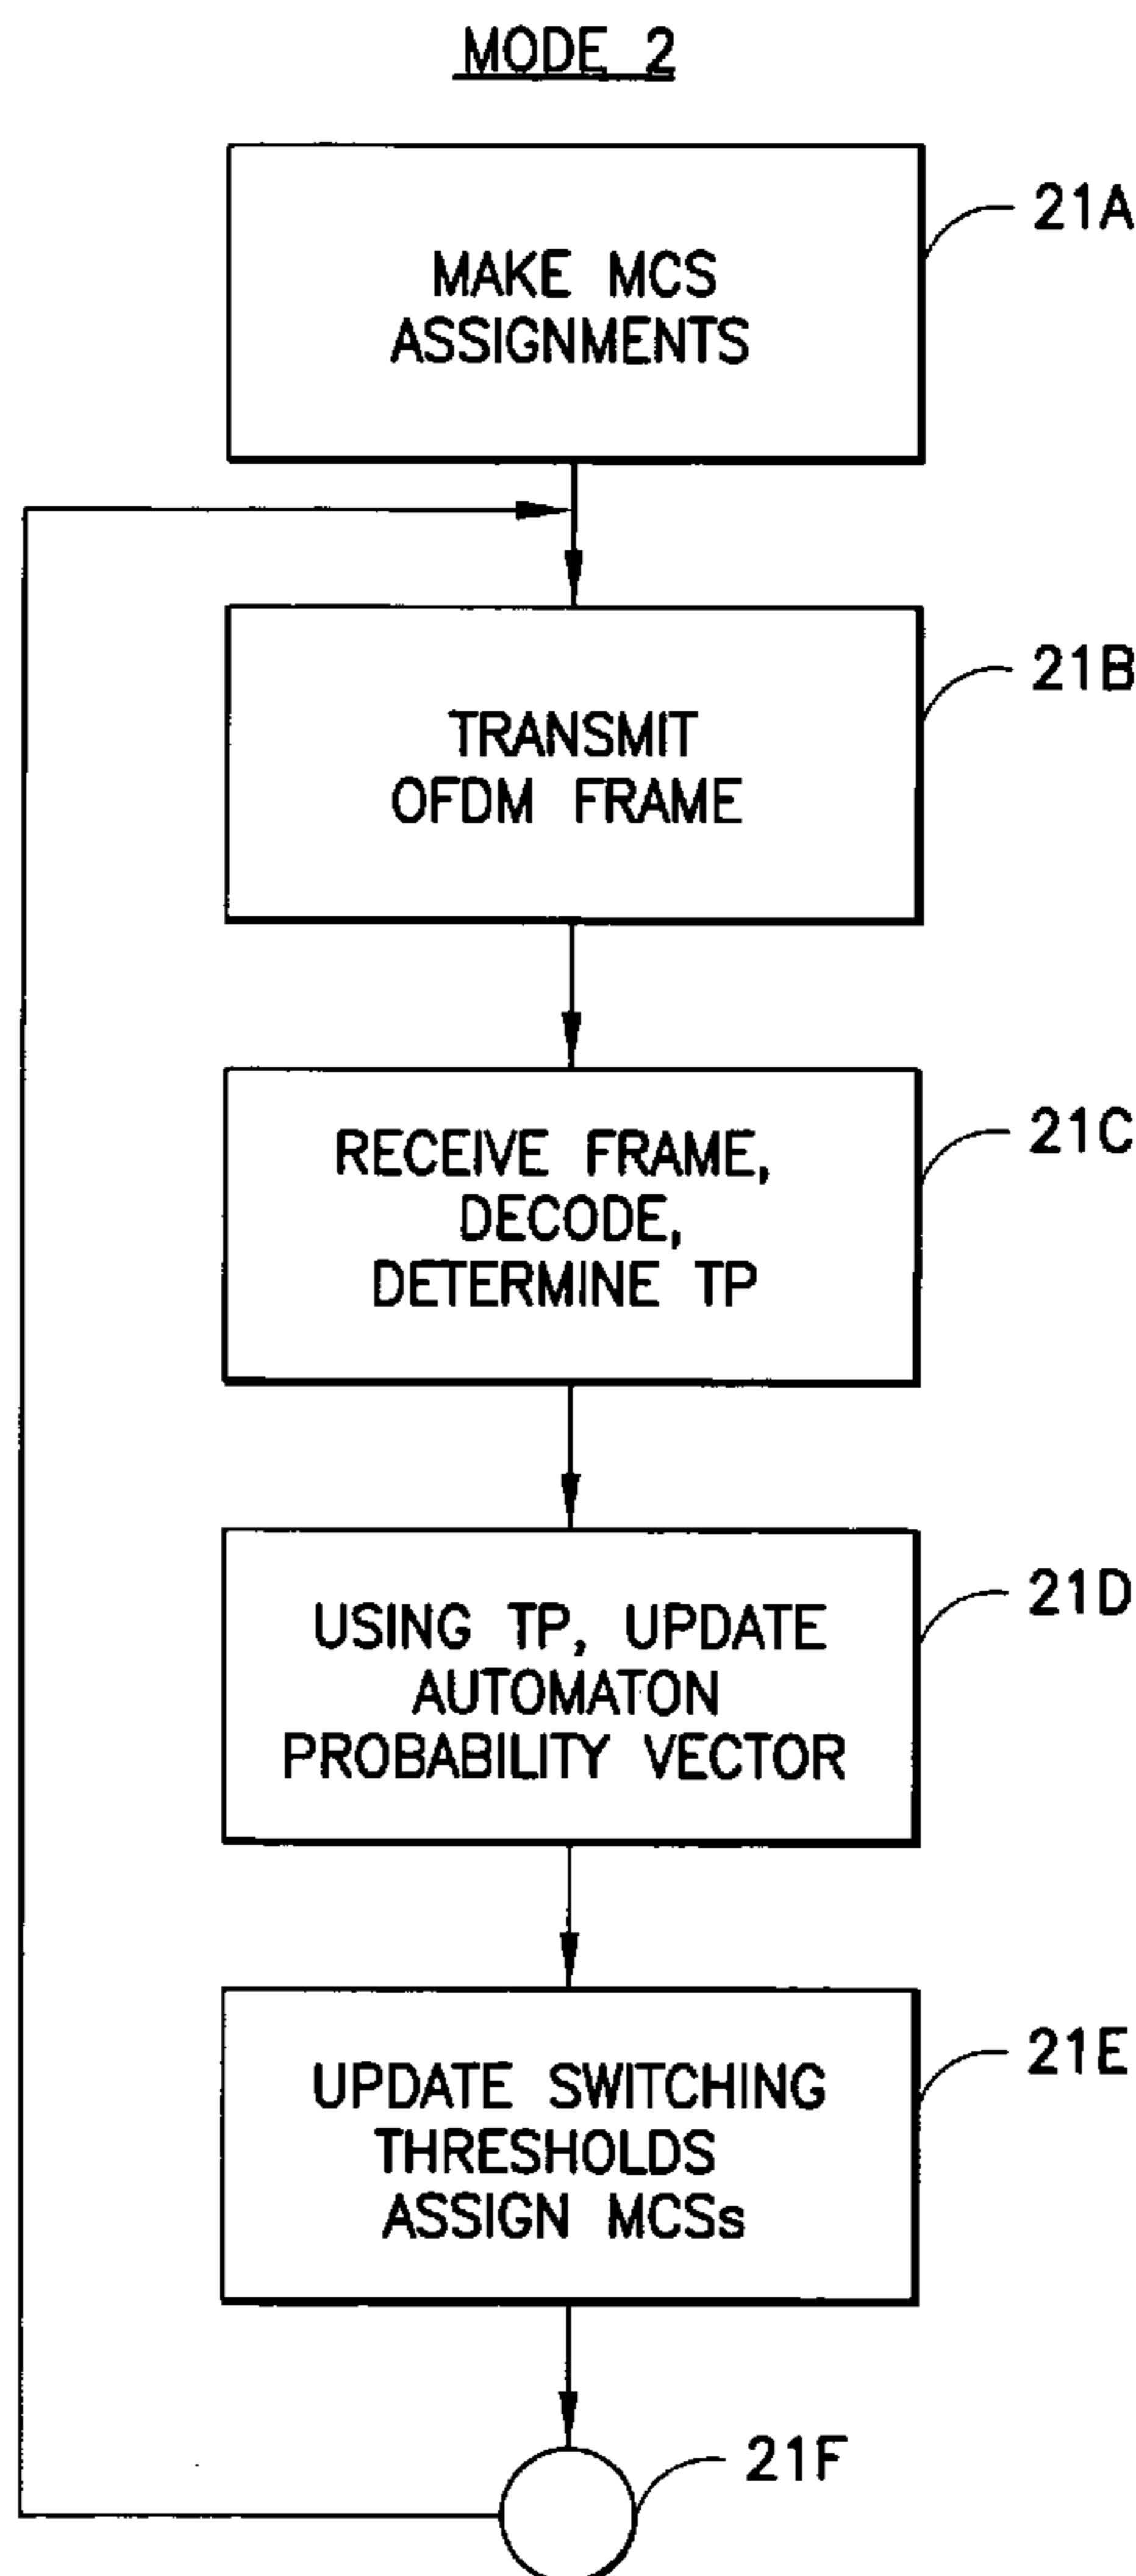 MODE 2
21A
MAKE MCS
ASSIGNMENTS
21B
TRANSMIT
OFDM FRAME
21C
RECEIVE FRAME,
DECODE,
DETERMINE TP
21D
USING TP, UPDATE
AUTOMATON
PROBABILITY VECTOR
21E
UPDATE SWITCHING
THRESHOLDS
ASSIGN MCSs
21F